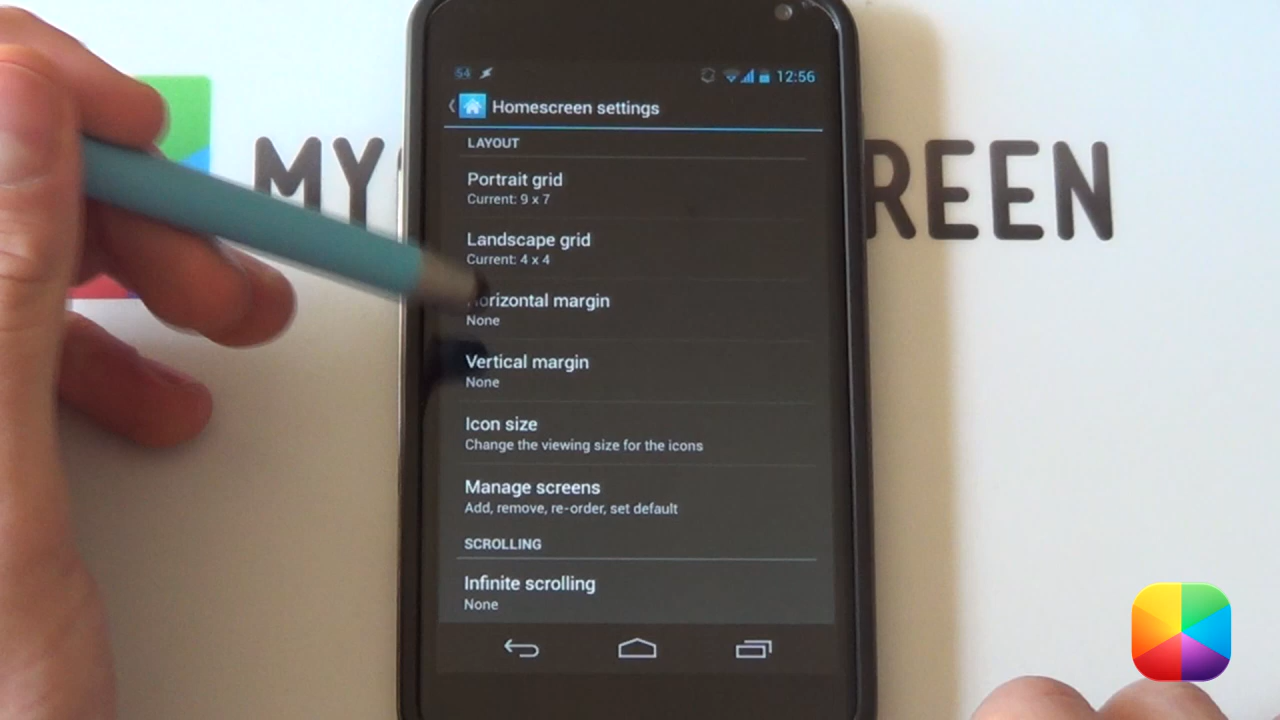 54
12:56
Homescreen settings
MY
REEN
LAYOUT
Portrait grid
Current: 9 x 7
Landscape grid
Current: 4 x 4
Horizontal margin
None
Vertical margin
None
Icon size
Change the viewing size for the icons
Manage screens
Add, remove, re-order, set default
SCROLLING
Infinite scrolling
None